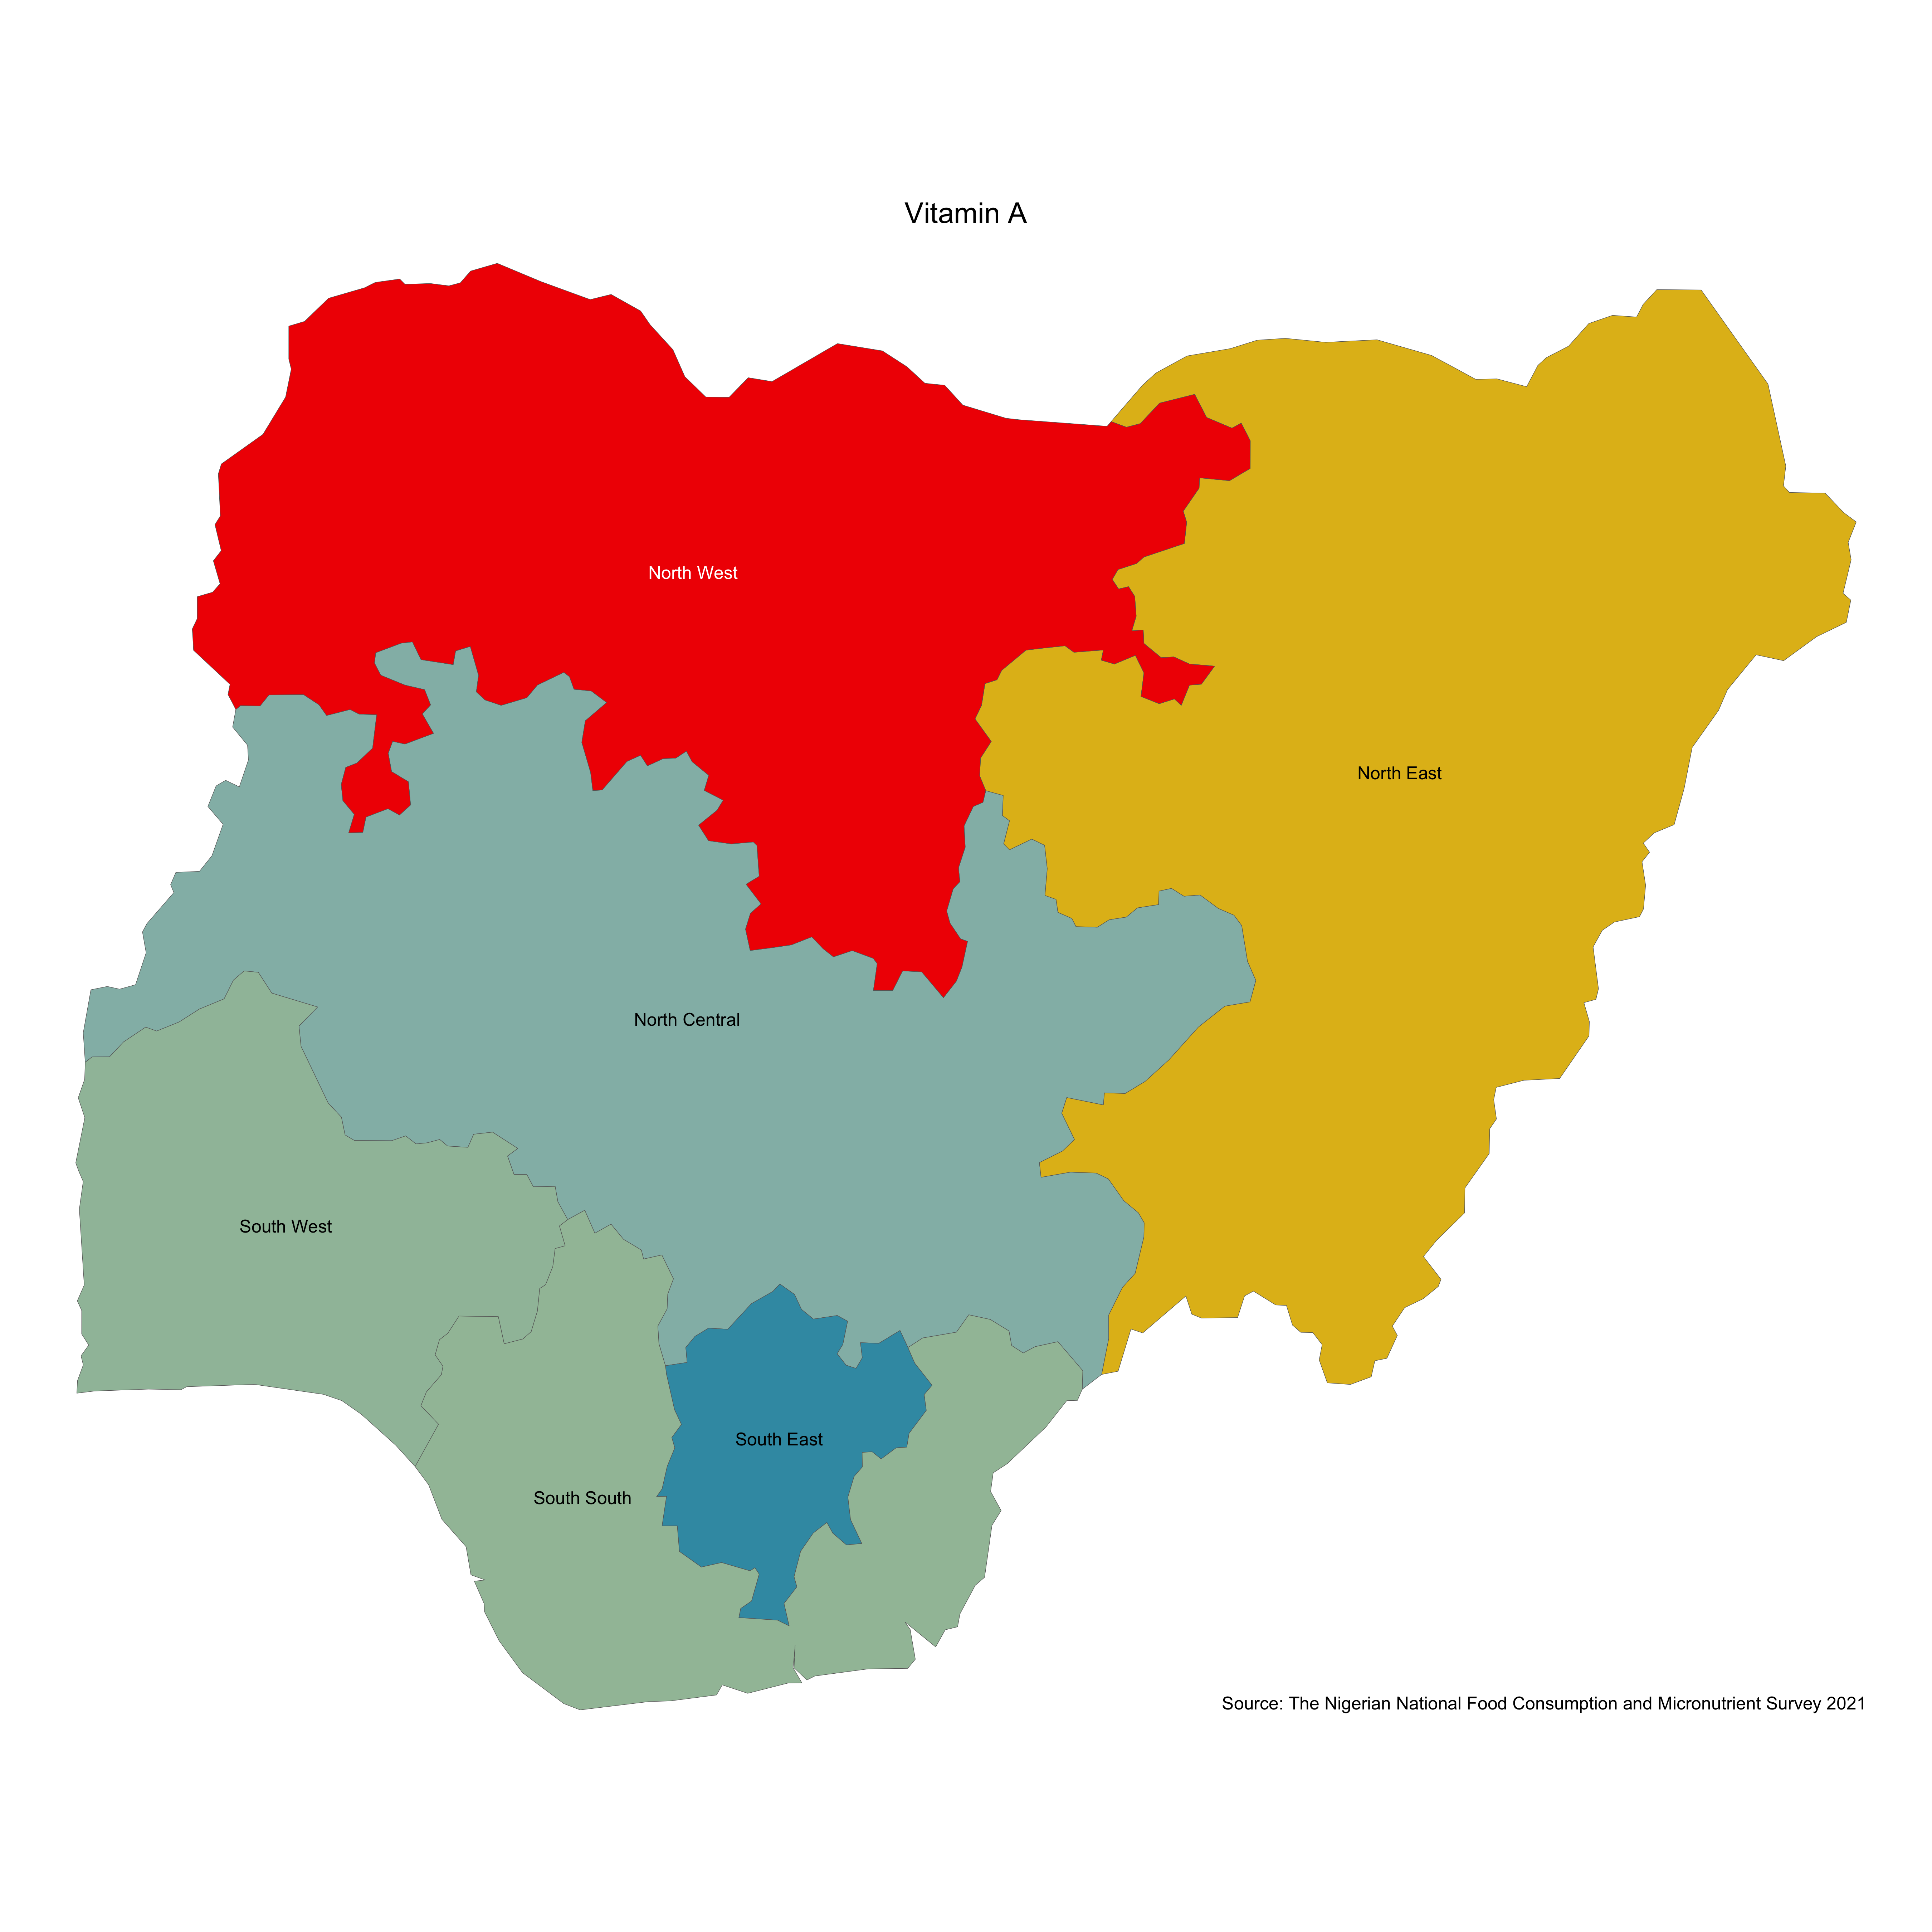 Vitamin A
North West
North East
North Central
South West
South East
South South
Source: The Nigerian National Food Consumption and Micronutrient Survey 2021